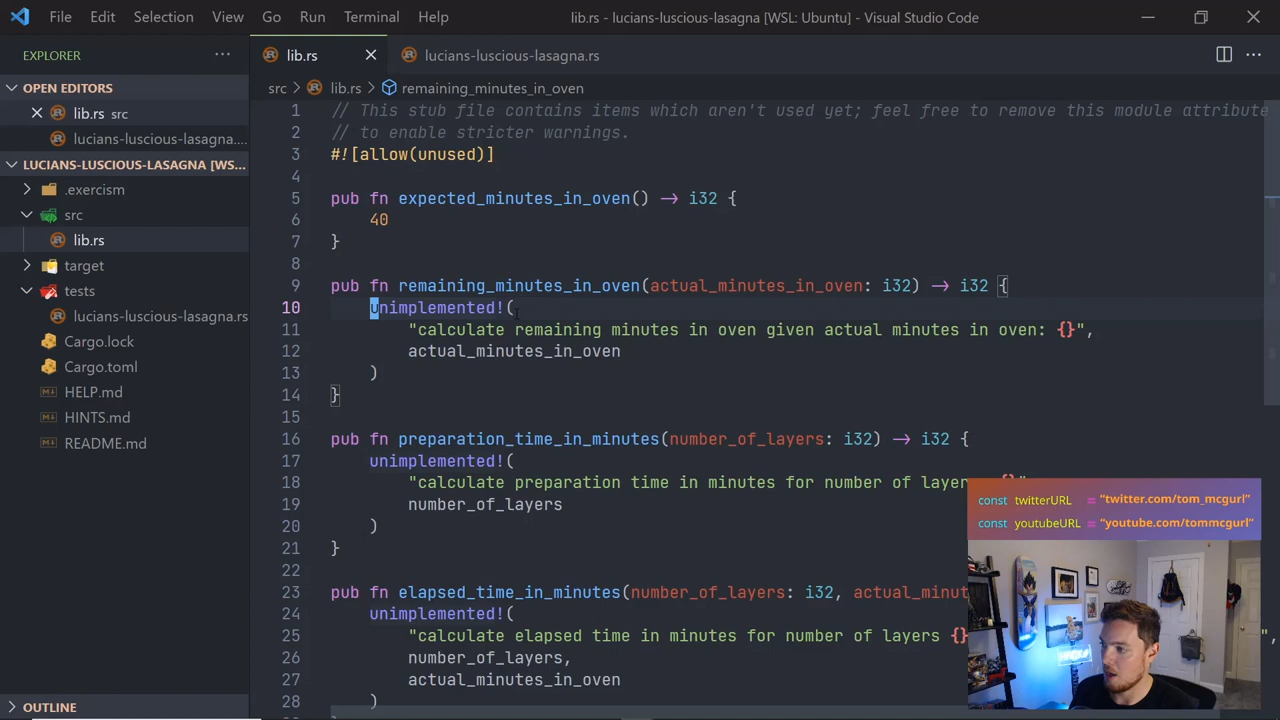 File Edit Selection View Go Run Terminal Help lib.rs - lucians-luscious-lasagna [WSL: Ubuntu] - Visual Studio Code
EXPLORER ··· lib.rs lucians-luscious-lasagna.rs ···
OPEN EDITORS
lib.rs src
lucians-luscious-lasagna....
LUCIANS-LUSCIOUS-LASAGNA [WS...
.exercism
src
lib.rs
target
tests
lucians-luscious-lasagna.rs
Cargo.lock
Cargo.toml
HELP.md
HINTS.md
README.md
OUTLINE
src > lib.rs > remaining_minutes_in_oven
1 // This stub file contains items which aren't used yet; feel free to remove this module attribute
2 // to enable stricter warnings.
3 #![allow(unused)]
4
5 pub fn expected_minutes_in_oven() -> i32 {
6     40
7 }
8
9 pub fn remaining_minutes_in_oven(actual_minutes_in_oven: i32) -> i32 {
10     unimplemented!(
11         "calculate remaining minutes in oven given actual minutes in oven: {}",
12         actual_minutes_in_oven
13     )
14 }
15
16 pub fn preparation_time_in_minutes(number_of_layers: i32) -> i32 {
17     unimplemented!(
18         "calculate preparation time in minutes for number of layers: {}",
19         number_of_layers
20     )
21 }
22
23 pub fn elapsed_time_in_minutes(number_of_layers: i32, actual_minut
24     unimplemented!(
25         "calculate elapsed time in minutes for number of layers {}
26         number_of_layers,
27         actual_minutes_in_oven
28     )
const twitterURL = "twitter.com/tom_mcgurl"
const youtubeURL = "youtube.com/tommcgurl"